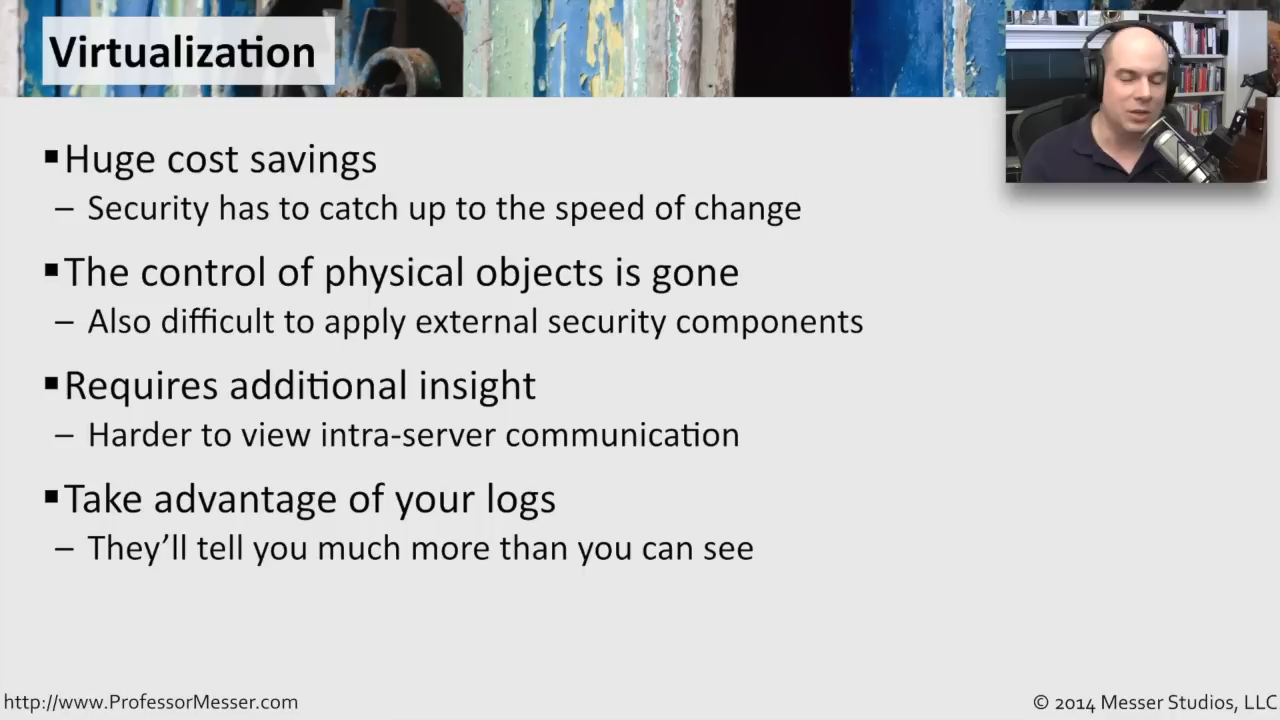 Virtualization
▪Huge cost savings
– Security has to catch up to the speed of change
▪The control of physical objects is gone
– Also difficult to apply external security components
▪Requires additional insight
– Harder to view intra-server communication
▪Take advantage of your logs
– They’ll tell you much more than you can see
http://www.ProfessorMesser.com
© 2014 Messer Studios, LLC